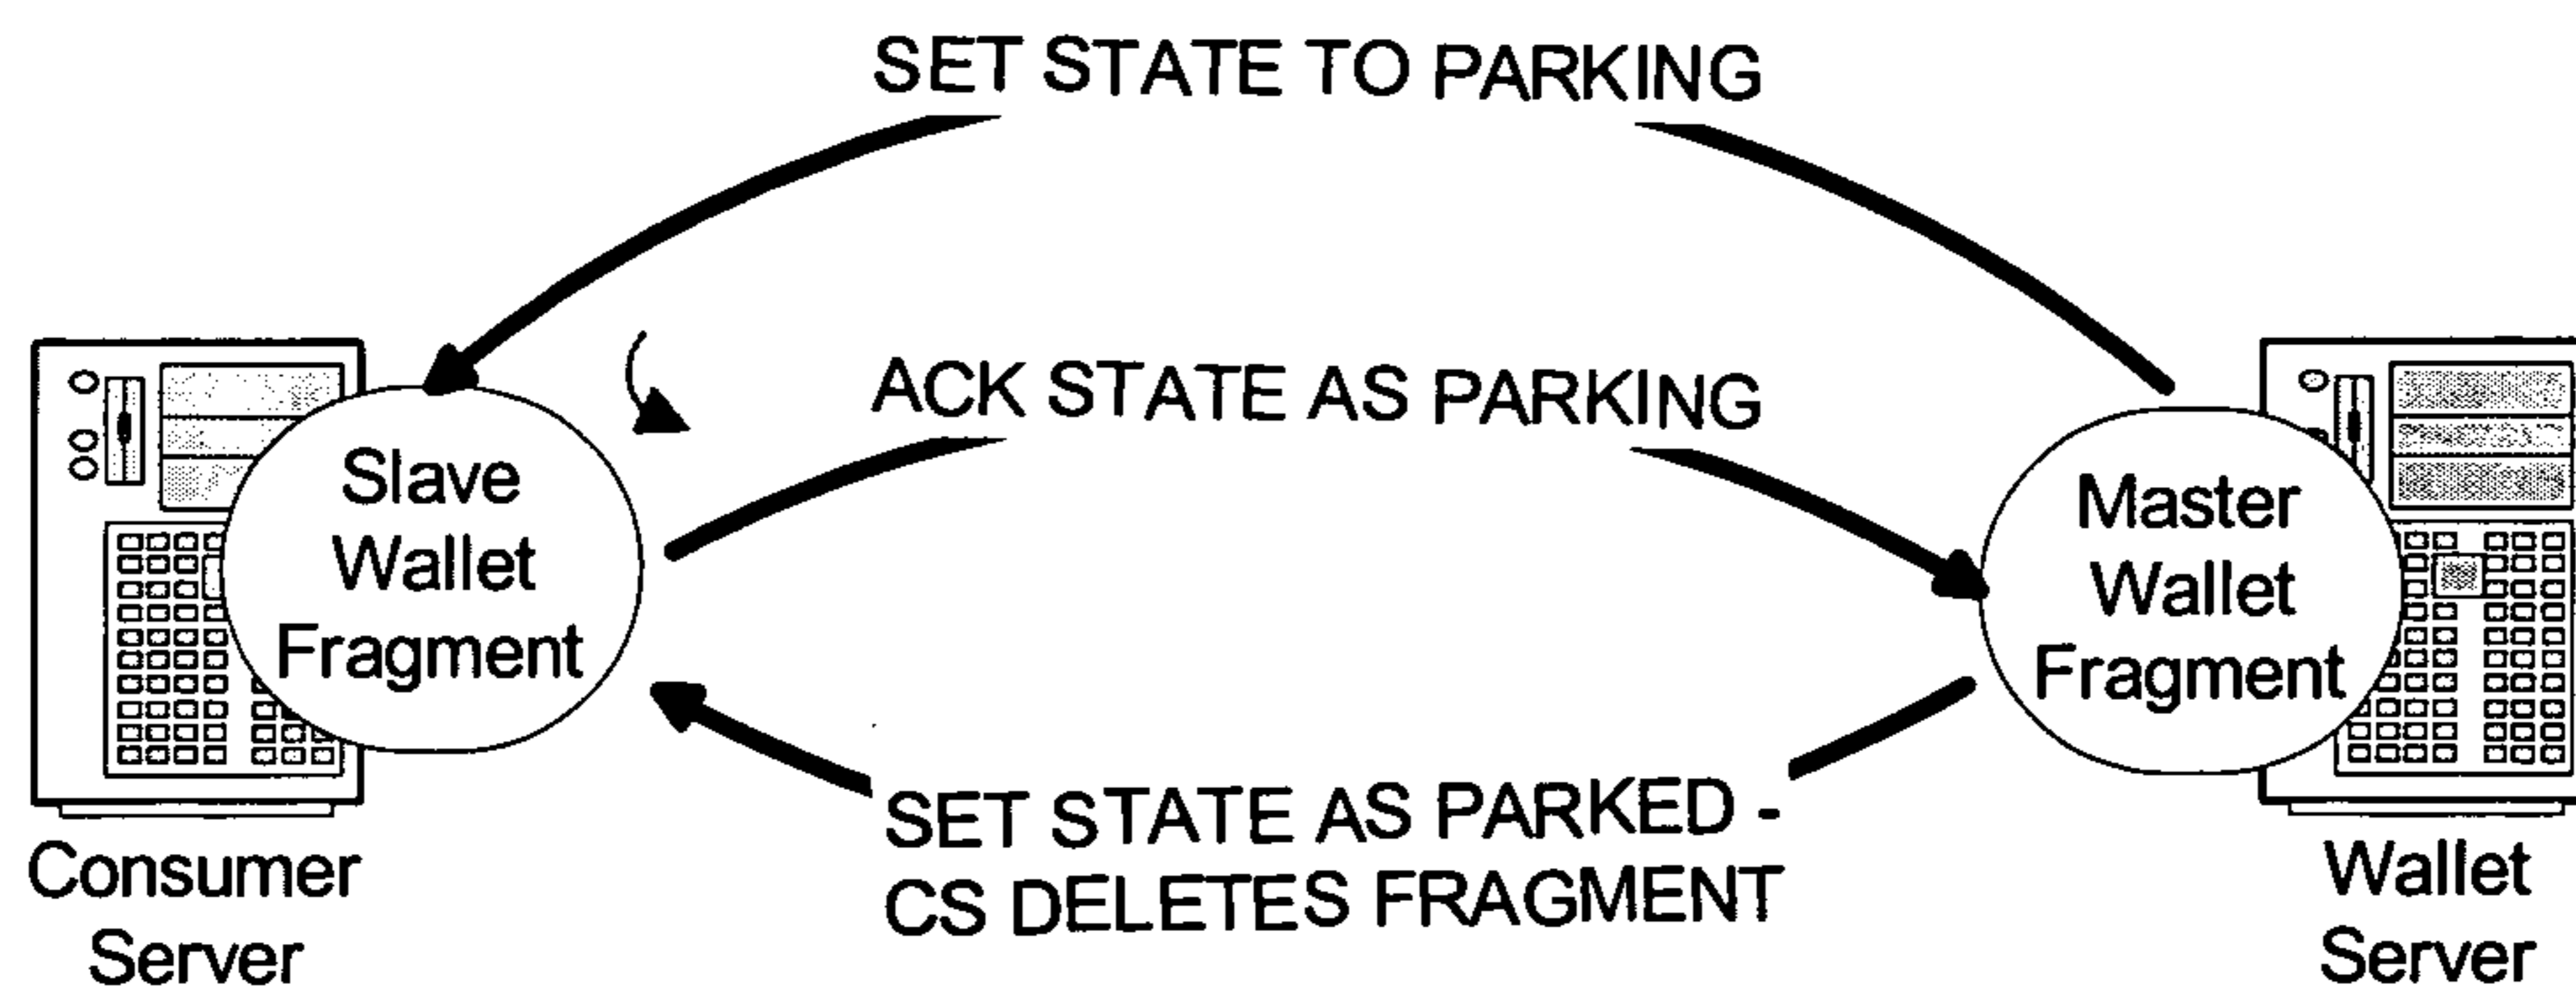 SET STATE TO PARKING
ACK STATE AS PARKING
Slave
Wallet
Fragment
Master
Wallet
Fragment
SET STATE AS PARKED -
CS DELETES FRAGMENT
Consumer
Server
Wallet
Server